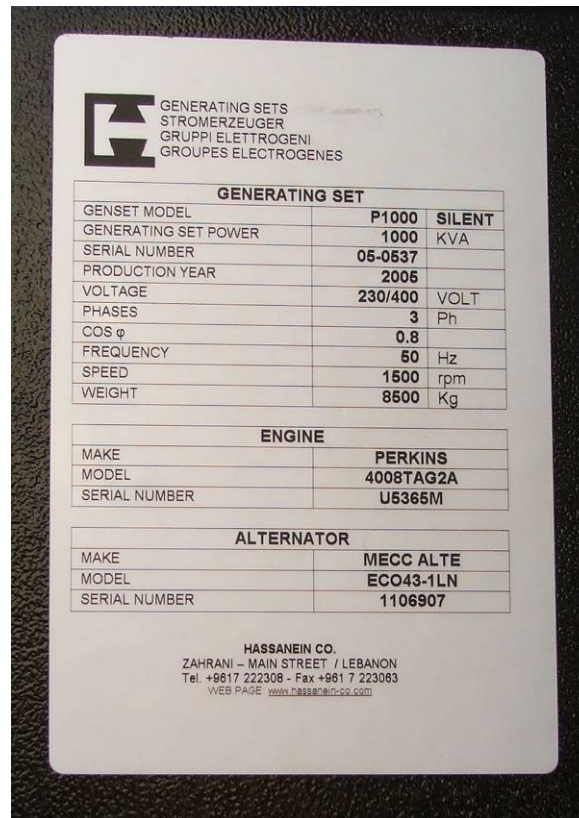 GENERATING SETS
STROMERZEUGER
GRUPPI ELETTROGENI
GROUPES ELECTROGENES
GENERATING SET
GENSET MODEL P1000 SILENT
GENERATING SET POWER 1000 KVA
SERIAL NUMBER 05-0537
PRODUCTION YEAR 2005
VOLTAGE 230/400 VOLT
PHASES 3 Ph
COS φ 0.8
FREQUENCY 50 Hz
SPEED 1500 rpm
WEIGHT 8500 Kg
ENGINE
MAKE PERKINS
MODEL 4008TAG2A
SERIAL NUMBER U5365M
ALTERNATOR
MAKE MECC ALTE
MODEL ECO43-1LN
SERIAL NUMBER 1106907
HASSANEIN CO.
ZAHRANI – MAIN STREET / LEBANON
Tel. +9617 222308 - Fax +961 7 223063
WEB PAGE www.hassanein-co.com